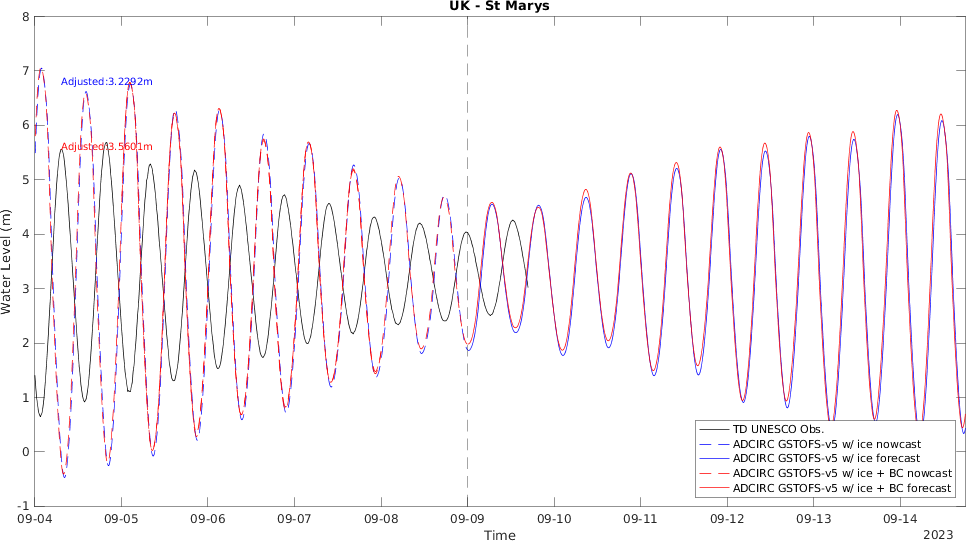 UK - St Marys
8
7
6
5
4
3
2
1
0
-1
Water Level (m)
Adjusted:3.2292m
Adjusted:3.5601m
TD UNESCO Obs.
ADCIRC GSTOFS-v5 w/ ice nowcast
ADCIRC GSTOFS-v5 w/ ice forecast
ADCIRC GSTOFS-v5 w/ ice + BC nowcast
ADCIRC GSTOFS-v5 w/ ice + BC forecast
09-04 09-05 09-06 09-07 09-08 09-09 09-10 09-11 09-12 09-13 09-14
Time
2023